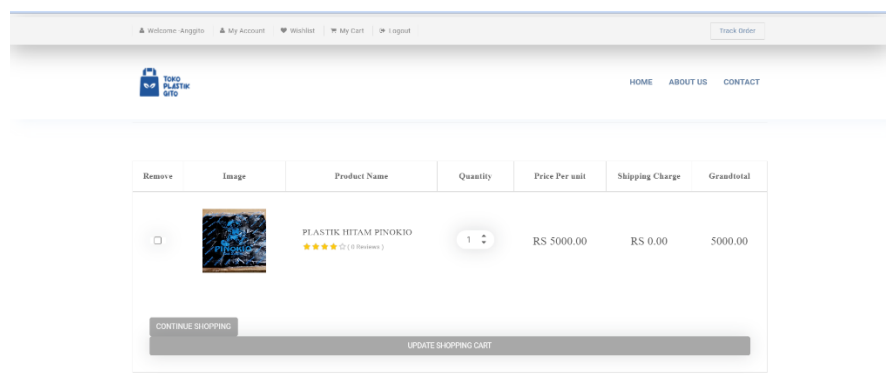 Welcome -Anggito My Account Wishlist My Cart Logout Track Order
TOKO
PLASTIK
GITO
HOME ABOUT US CONTACT
Remove Image Product Name Quantity Price Per unit Shipping Charge Grandtotal
PLASTIK HITAM PINOKIO
( 0 Reviews )
PINOKIO
1
RS 5000.00
RS 0.00
5000.00
CONTINUE SHOPPING
UPDATE SHOPPING CART